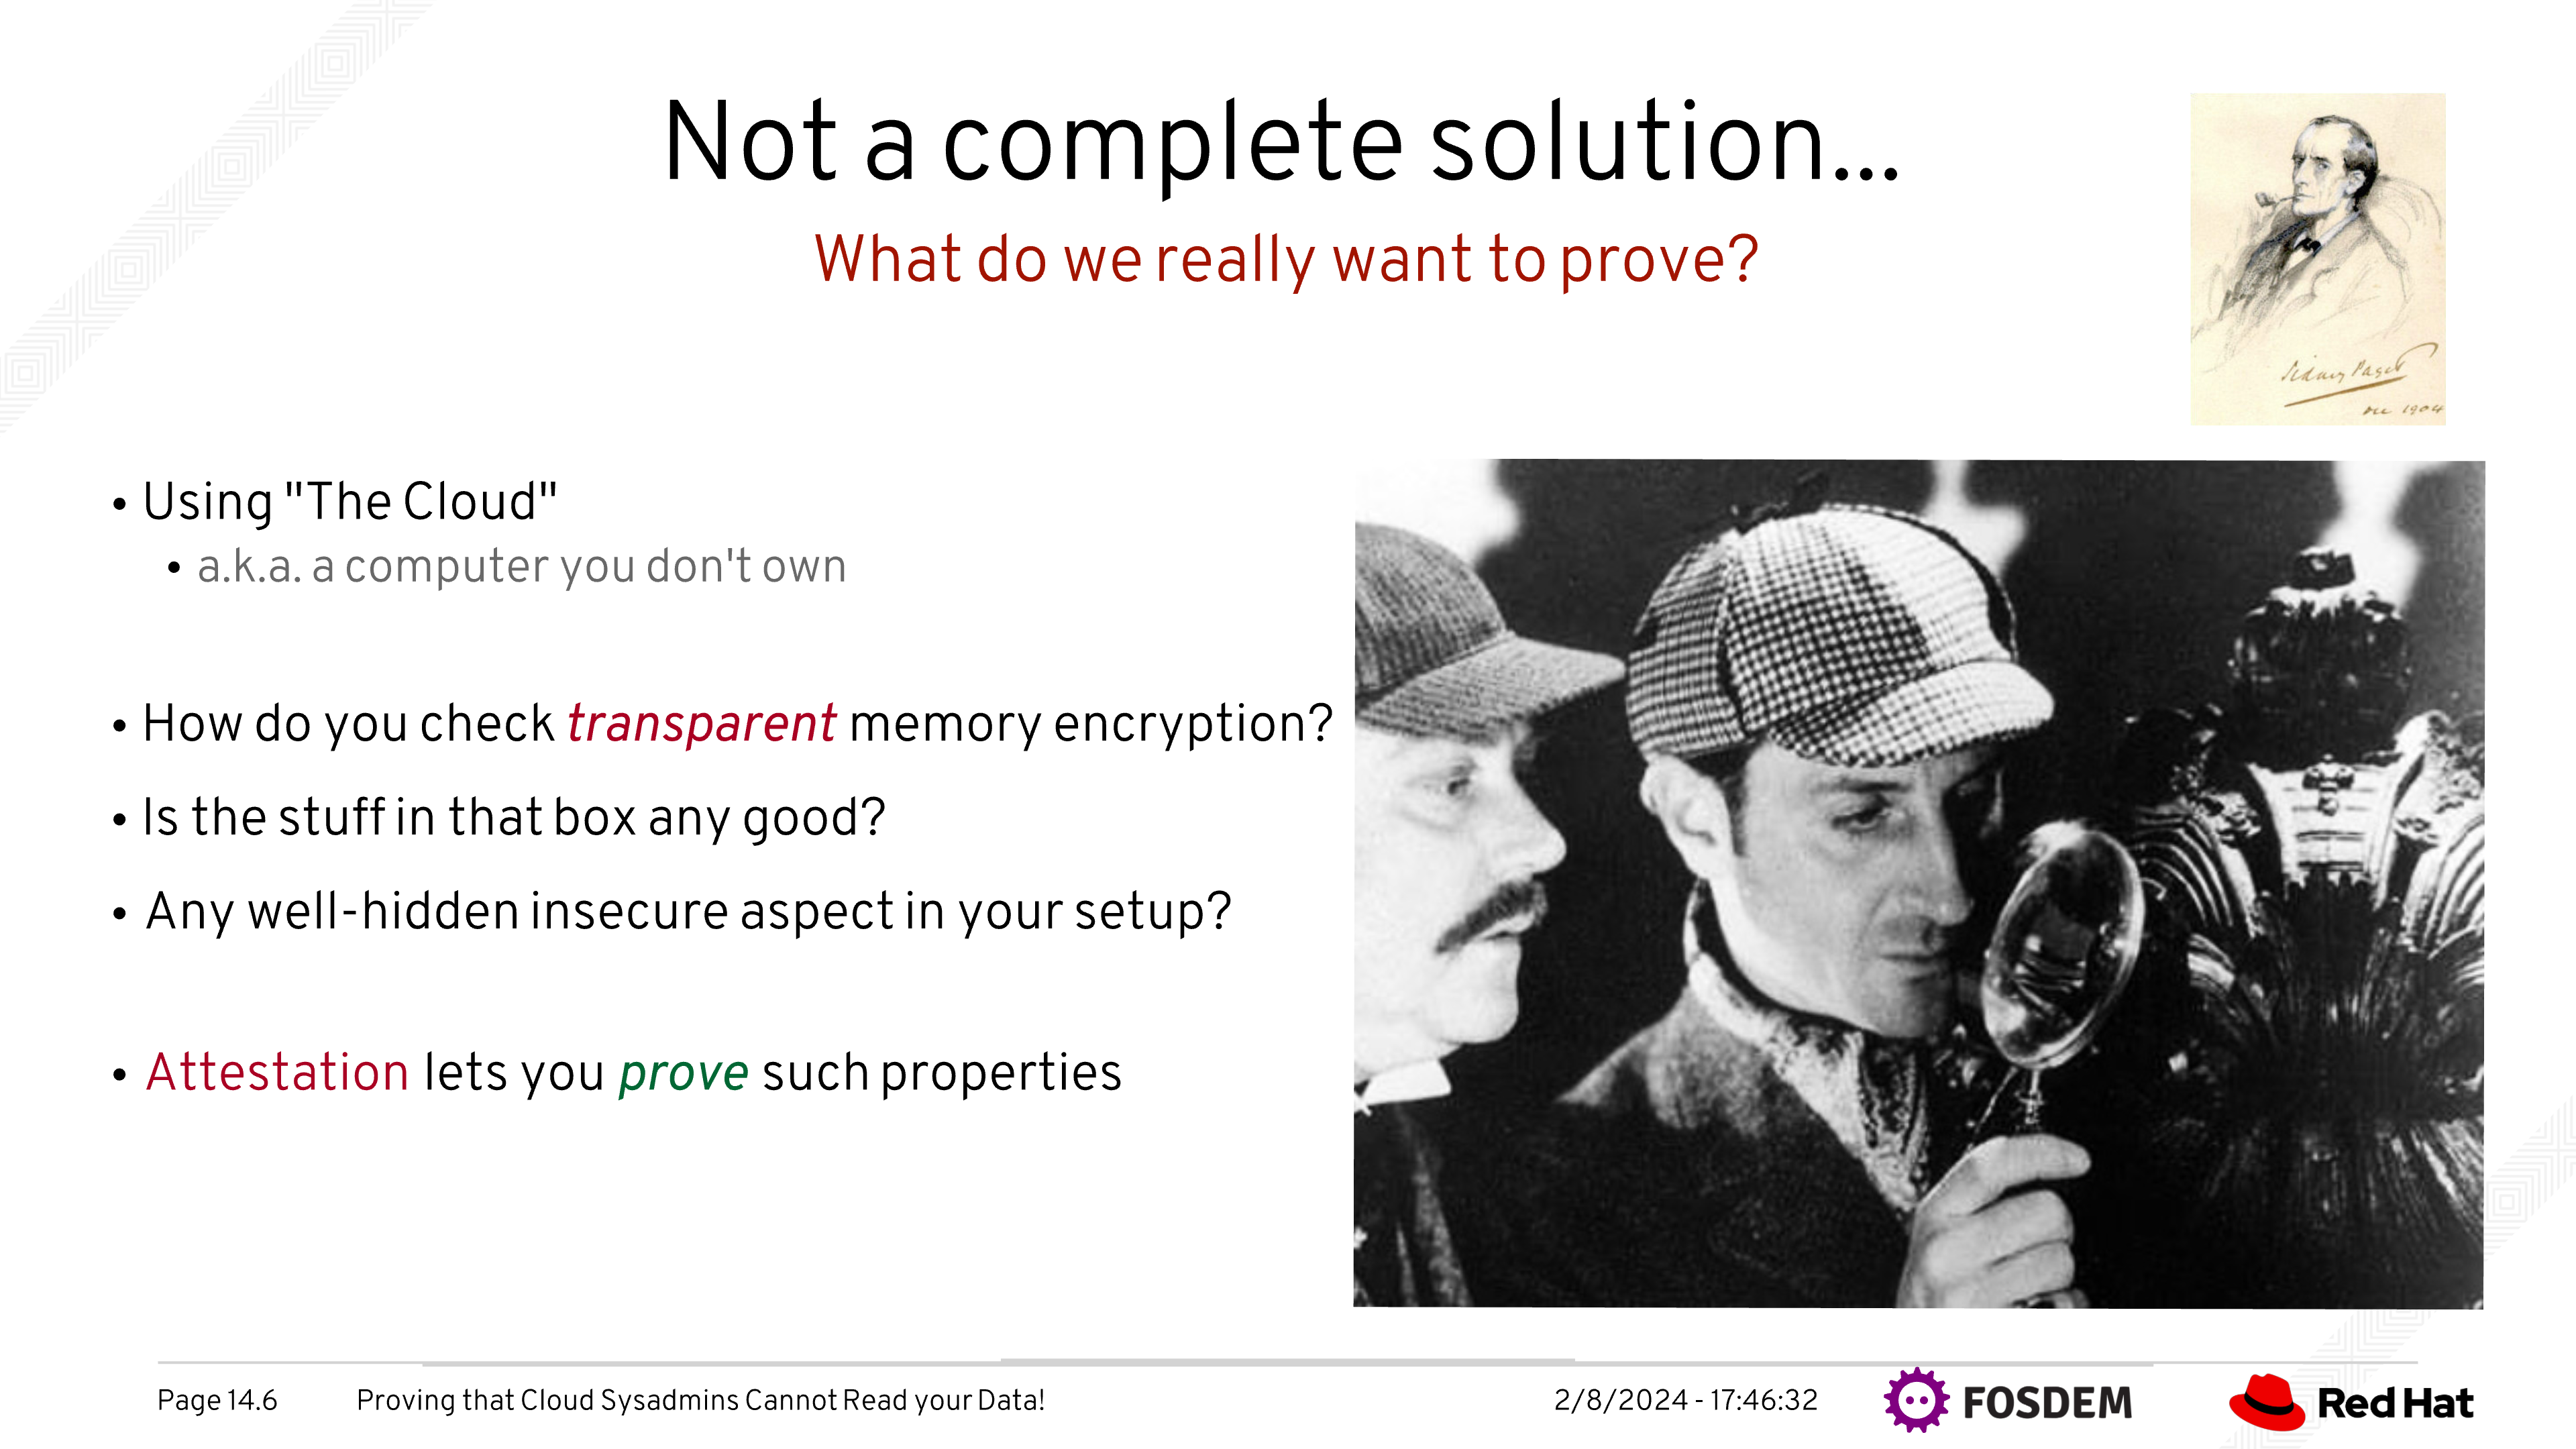 Not a complete solution...
What do we really want to prove?
Sidney Paget
Dec 1904
• Using "The Cloud"
• a.k.a. a computer you don't own
• How do you check transparent memory encryption?
• Is the stuff in that box any good?
• Any well-hidden insecure aspect in your setup?
• Attestation lets you prove such properties
Page 14.6 Proving that Cloud Sysadmins Cannot Read your Data! 2/8/2024 - 17:46:32 FOSDEM Red Hat